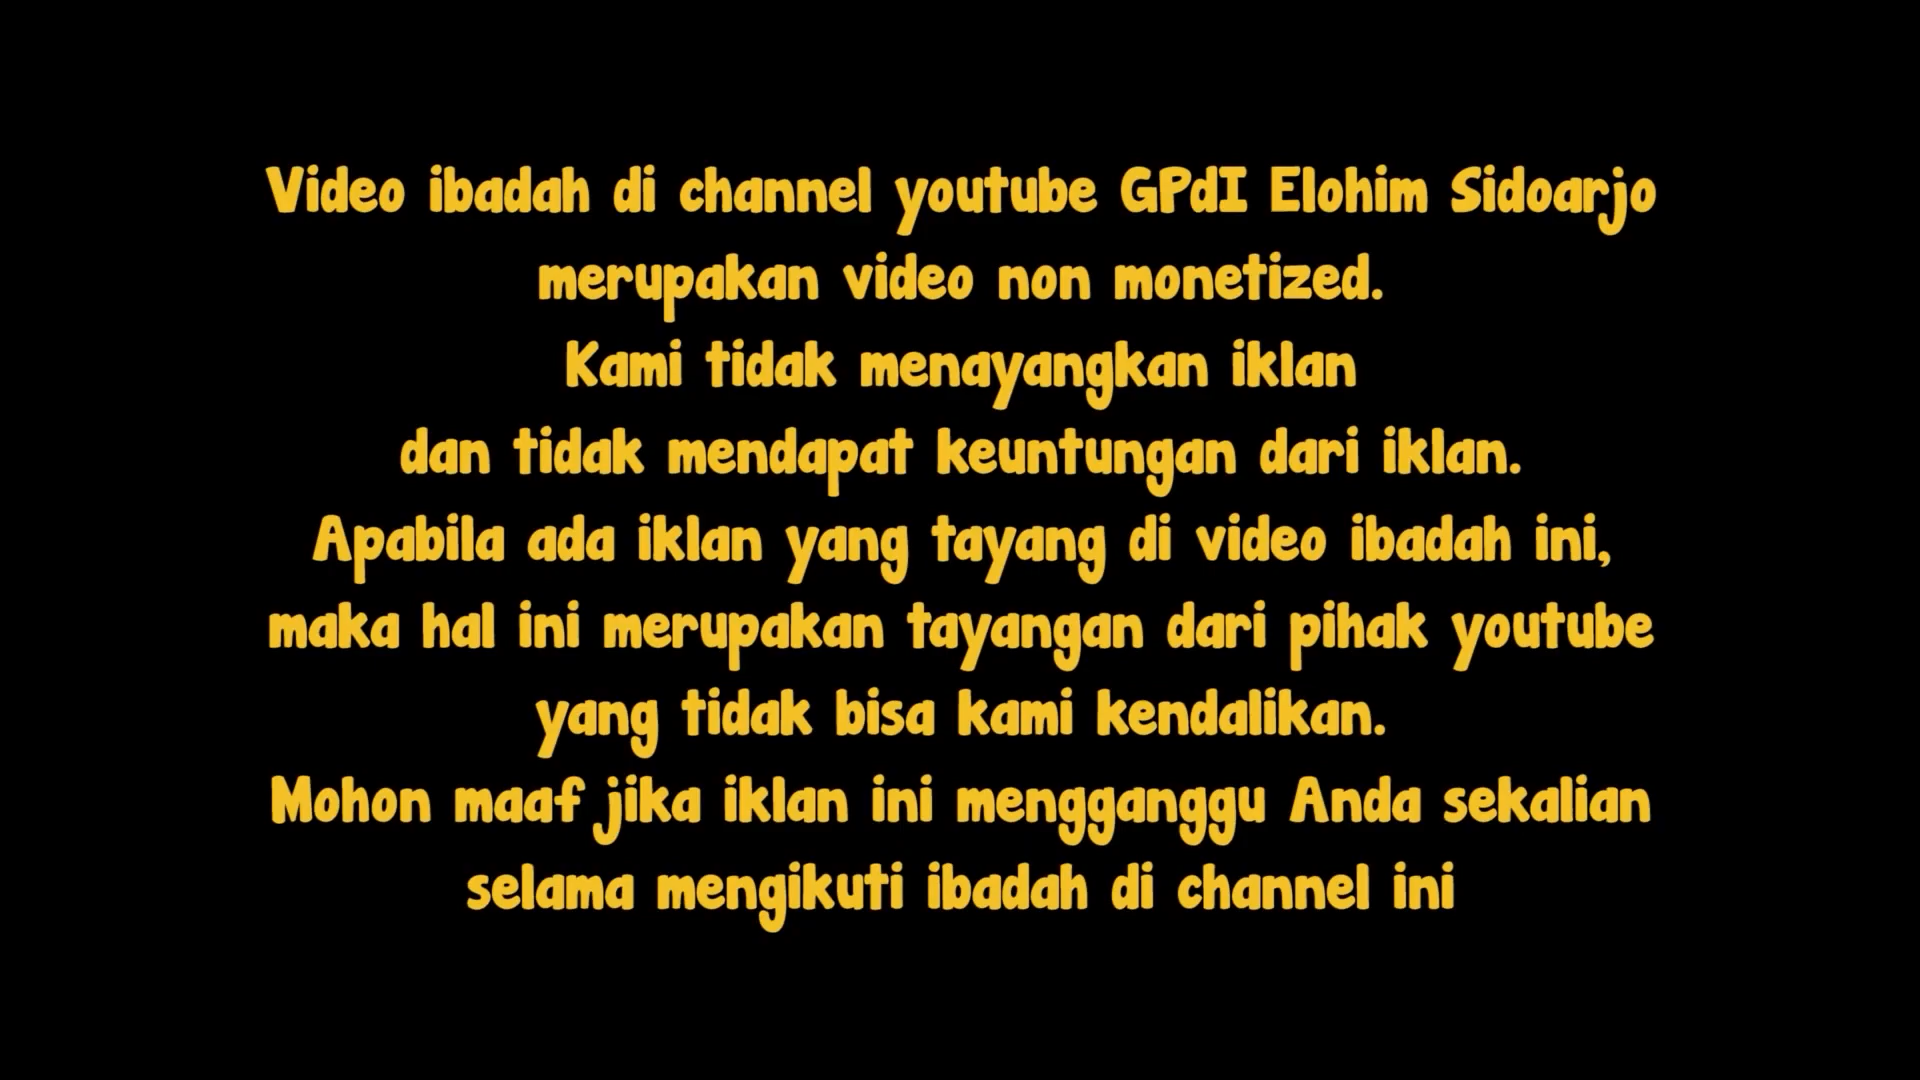 Video ibadah di channel youtube GPdI Elohim Sidoarjo
merupakan video non monetized.
Kami tidak menayangkan iklan
dan tidak mendapat keuntungan dari iklan.
Apabila ada iklan yang tayang di video ibadah ini,
maka hal ini merupakan tayangan dari pihak youtube
yang tidak bisa kami kendalikan.
Mohon maaf jika iklan ini mengganggu Anda sekalian
selama mengikuti ibadah di channel ini